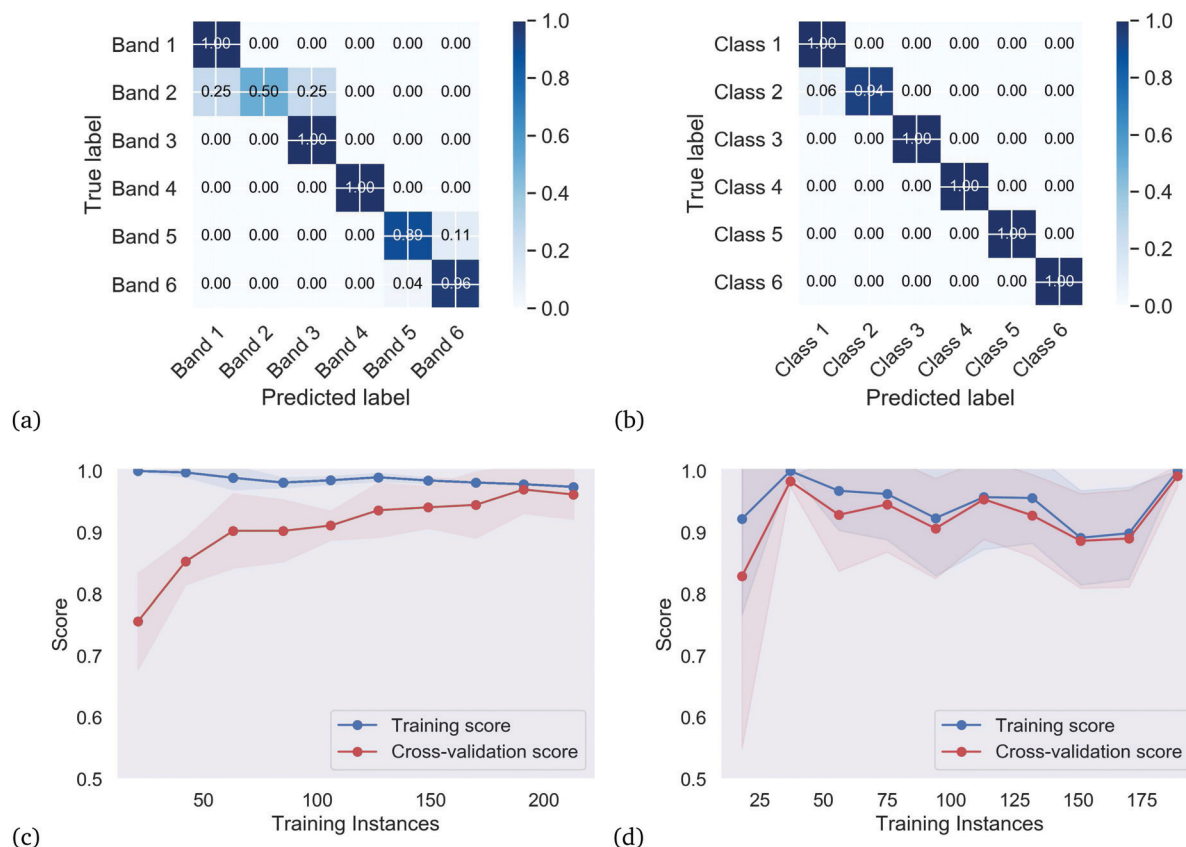 Band 1 1.00 0.00 0.00 0.00 0.00 0.00
Band 2 0.25 0.50 0.25 0.00 0.00 0.00
Band 3 0.00 0.00 1.00 0.00 0.00 0.00
Band 4 0.00 0.00 0.00 1.00 0.00 0.00
Band 5 0.00 0.00 0.00 0.00 0.89 0.11
Band 6 0.00 0.00 0.00 0.00 0.04 0.96
True label
Band 1 Band 2 Band 3 Band 4 Band 5 Band 6
Predicted label
1.0
0.8
0.6
0.4
0.2
0.0
(a)
Class 1 1.00 0.00 0.00 0.00 0.00 0.00
Class 2 0.06 0.94 0.00 0.00 0.00 0.00
Class 3 0.00 0.00 1.00 0.00 0.00 0.00
Class 4 0.00 0.00 0.00 1.00 0.00 0.00
Class 5 0.00 0.00 0.00 0.00 1.00 0.00
Class 6 0.00 0.00 0.00 0.00 0.00 1.00
True label
Class 1 Class 2 Class 3 Class 4 Class 5 Class 6
Predicted label
1.0
0.8
0.6
0.4
0.2
0.0
(b)
1.0
0.9
0.8
0.7
0.6
0.5
Score
Training score
Cross-validation score
50 100 150 200
Training Instances
(c)
1.0
0.9
0.8
0.7
0.6
0.5
Score
Training score
Cross-validation score
25 50 75 100 125 150 175
Training Instances
(d)